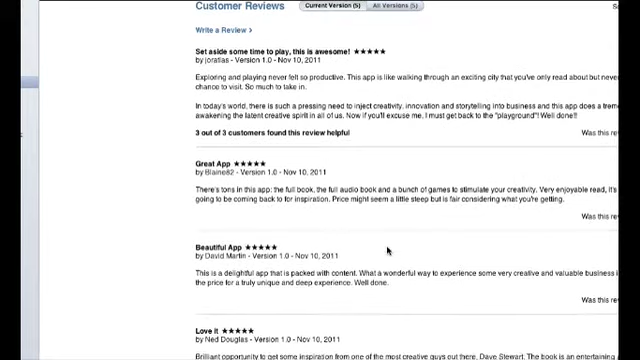 Customer Reviews
Current Version (5)
All Versions (5)
Write a Review >
Set aside some time to play, this is awesome! ★★★★★
by joratlas - Version 1.0 - Nov 10, 2011
Exploring and playing never felt so productive. This app is like walking through an exciting city that you've only read about but neve
chance to visit. So much to take in.
In today's world, there is such a pressing need to inject creativity, innovation and storytelling into business and this app does a trem
awakening the latent creative spirit in all of us. Now if you'll excuse me, I must get back to the "playground"! Well done!!
3 out of 3 customers found this review helpful
Was this re
Great App ★★★★★
by Blaine82 - Version 1.0 - Nov 10, 2011
There's tons in this app: the full book, the full audio book and a bunch of games to stimulate your creativity. Very enjoyable read, it's
going to be coming back to for inspiration. Price might seem a little steep but is fair considering what you're getting.
Was this re
Beautiful App ★★★★★
by David Martin - Version 1.0 - Nov 10, 2011
This is a delightful app that is packed with content. What a wonderful way to experience some very creative and valuable business i
the price for a truly unique and deep experience. Well done.
Was this re
Love it ★★★★★
by Ned Douglas - Version 1.0 - Nov 10, 2011
Brilliant opportunity to get some inspiration from one of the most creative guys out there, Dave Stewart. The book is an entertaining